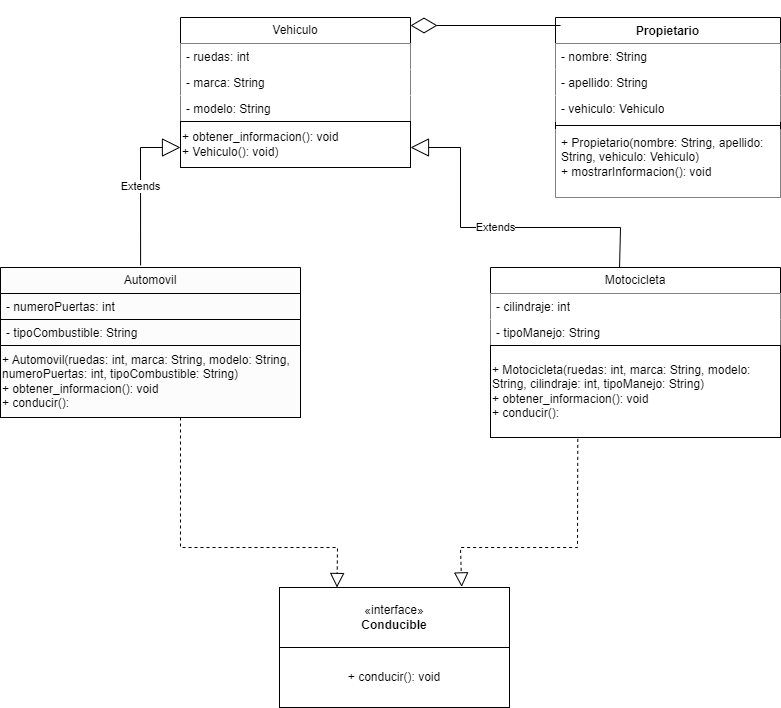 Vehiculo
- ruedas: int
- marca: String
- modelo: String
+ obtener_informacion(): void
+ Vehiculo(): void)
Propietario
- nombre: String
- apellido: String
- vehiculo: Vehiculo
+ Propietario(nombre: String, apellido:
String, vehiculo: Vehiculo)
+ mostrarInformacion(): void
Extends
Extends
Automovil
- numeroPuertas: int
- tipoCombustible: String
+ Automovil(ruedas: int, marca: String, modelo: String,
numeroPuertas: int, tipoCombustible: String)
+ obtener_informacion(): void
+ conducir():
Motocicleta
- cilindraje: int
- tipoManejo: String
+ Motocicleta(ruedas: int, marca: String, modelo:
String, cilindraje: int, tipoManejo: String)
+ obtener_informacion(): void
+ conducir():
«interface»
Conducible
+ conducir(): void